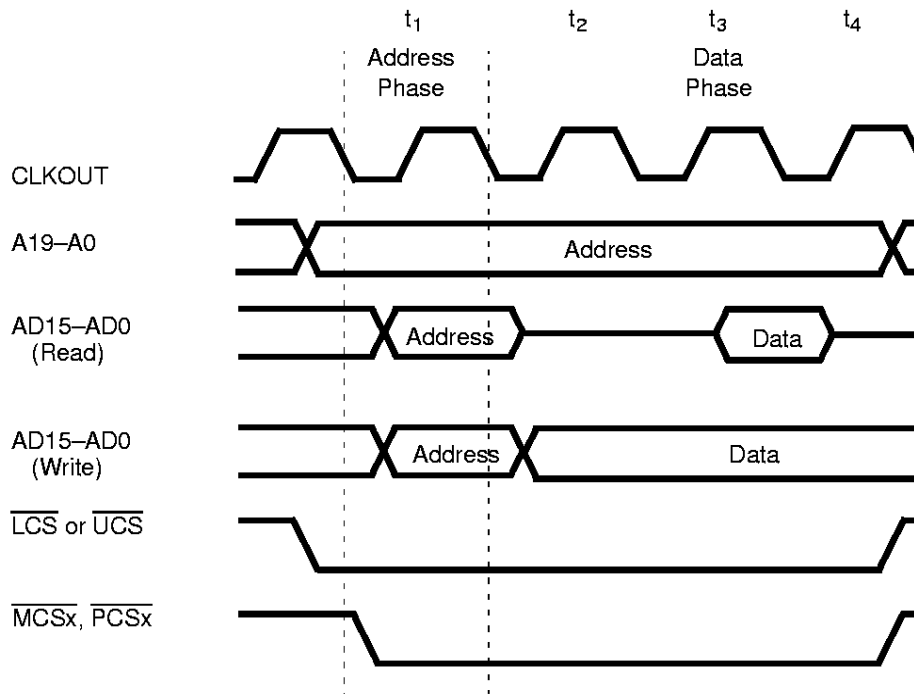 t1 t2 t3 t4
Address Phase
Data Phase
CLKOUT
A19–A0
Address
AD15–AD0
(Read)
Address
Data
AD15–AD0
(Write)
Address
Data
LCS or UCS
MCSx, PCSx